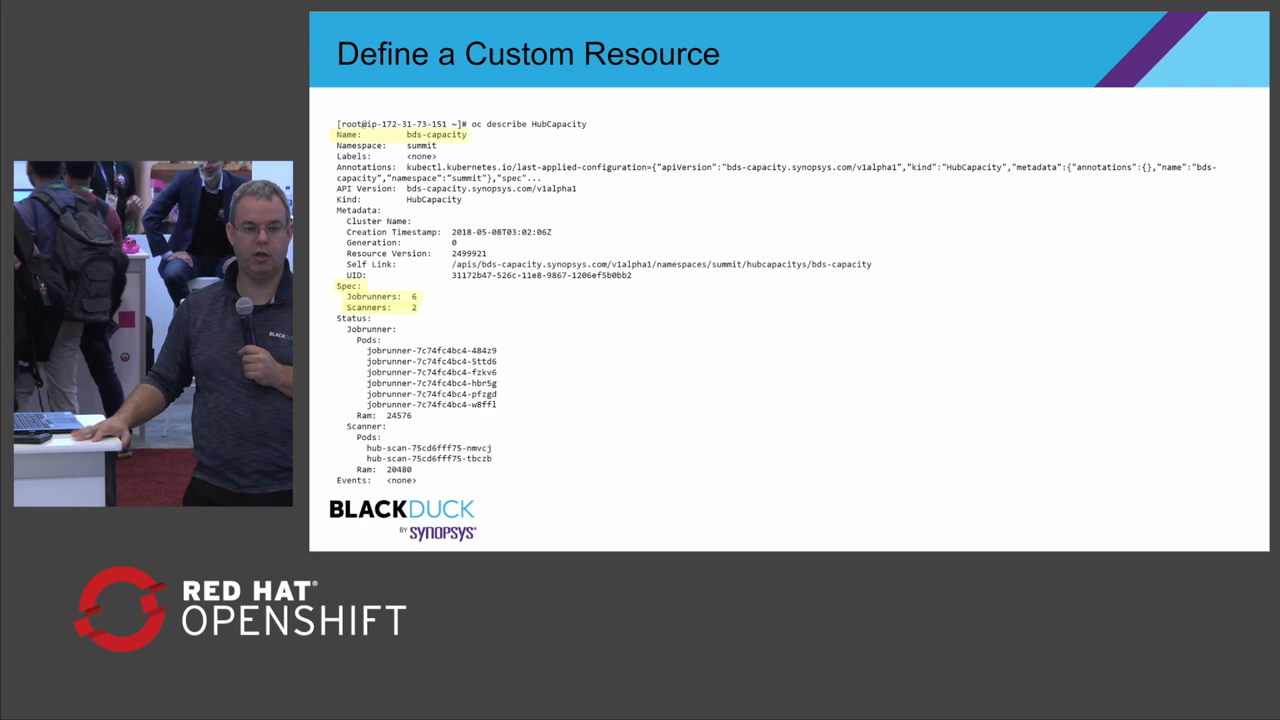 Define a Custom Resource
[root@ip-172-31-73-151 ~]# oc describe HubCapacity
Name: bds-capacity
Namespace: summit
Labels: <none>
Annotations: kubectl.kubernetes.io/last-applied-configuration={"apiVersion":"bds-capacity.synopsys.com/v1alpha1","kind":"HubCapacity","metadata":{"annotations":{},"name":"bds-
capacity","namespace":"summit"},"spec"...
API Version: bds-capacity.synopsys.com/v1alpha1
Kind: HubCapacity
Metadata:
Cluster Name:
Creation Timestamp: 2018-05-08T03:02:06Z
Generation: 0
Resource Version: 2499921
Self Link: /apis/bds-capacity.synopsys.com/v1alpha1/namespaces/summit/hubcapacitys/bds-capacity
UID: 31172b47-526c-11e8-9867-1206ef5b0bb2
Spec:
Jobrunners: 6
Scanners: 2
Status:
Jobrunner:
Pods:
jobrunner-7c74fc4bc4-484z9
jobrunner-7c74fc4bc4-5ttd6
jobrunner-7c74fc4bc4-fzkv6
jobrunner-7c74fc4bc4-hbr5g
jobrunner-7c74fc4bc4-pfzgd
jobrunner-7c74fc4bc4-w8ffl
Ram: 24576
Scanner:
Pods:
hub-scan-75cd6fff75-nmvcj
hub-scan-75cd6fff75-tbczb
Ram: 20480
Events: <none>
BLACKDUCK
BY SYNOPSYS®
BLACK
RED HAT®
OPENSHIFT